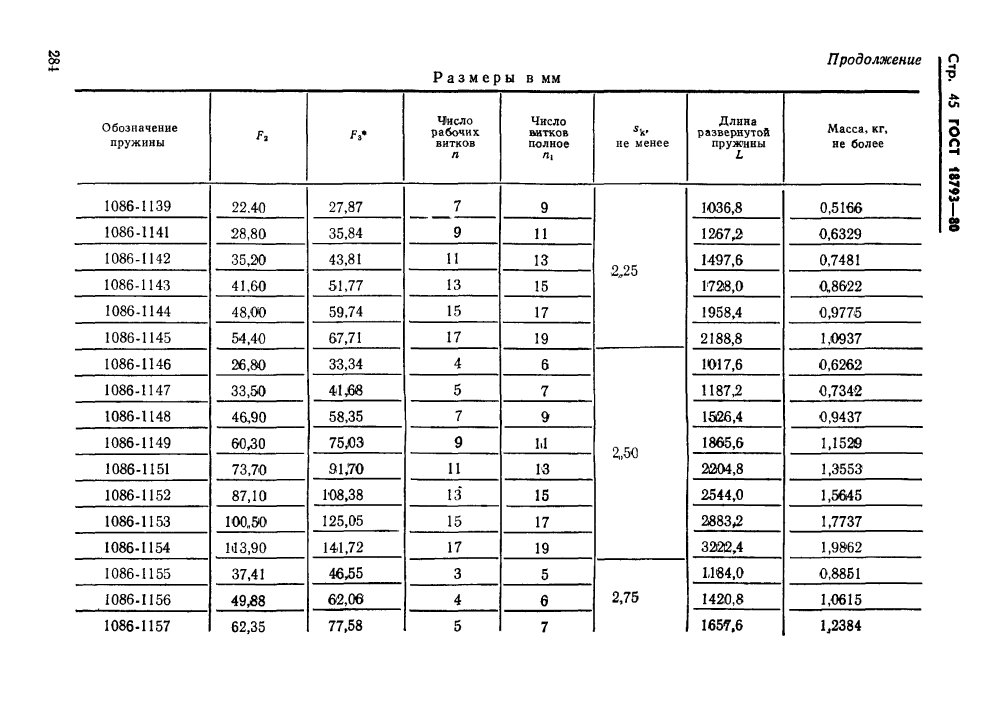 284
Продолжение
Стр. 45 ГОСТ 18793—80
Размеры в мм
Обозначение пружины | F₂ | F₃* | Число рабочих витков n | Число витков полное n₁ | sₖ, не менее | Длина развернутой пружины L | Масса, кг, не более
1086-1139 | 22.40 | 27,87 | 7 | 9 | 2,25 | 1036,8 | 0,5166
1086-1141 | 28,80 | 35,84 | 9 | 11 | 1267,2 | 0,6329
1086-1142 | 35,20 | 43,81 | 11 | 13 | 1497,6 | 0,7481
1086-1143 | 41,60 | 51,77 | 13 | 15 | 1728,0 | 0,8622
1086-1144 | 48,00 | 59,74 | 15 | 17 | 1958,4 | 0,9775
1086-1145 | 54,40 | 67,71 | 17 | 19 | 2188,8 | 1,0937
1086-1146 | 26,80 | 33,34 | 4 | 6 | 2,50 | 1017,6 | 0,6262
1086-1147 | 33,50 | 41,68 | 5 | 7 | 1187,2 | 0,7342
1086-1148 | 46,90 | 58,35 | 7 | 9 | 1526,4 | 0,9437
1086-1149 | 60,30 | 75,03 | 9 | 11 | 1865,6 | 1,1529
1086-1151 | 73,70 | 91,70 | 11 | 13 | 2204,8 | 1,3553
1086-1152 | 87,10 | 108,38 | 13 | 15 | 2544,0 | 1,5645
1086-1153 | 100,50 | 125,05 | 15 | 17 | 2883,2 | 1,7737
1086-1154 | 113,90 | 141,72 | 17 | 19 | 3222,4 | 1,9862
1086-1155 | 37,41 | 46,55 | 3 | 5 | 2,75 | 1184,0 | 0,8851
1086-1156 | 49,88 | 62,06 | 4 | 6 | 1420,8 | 1,0615
1086-1157 | 62,35 | 77,58 | 5 | 7 | 1657,6 | 1,2384